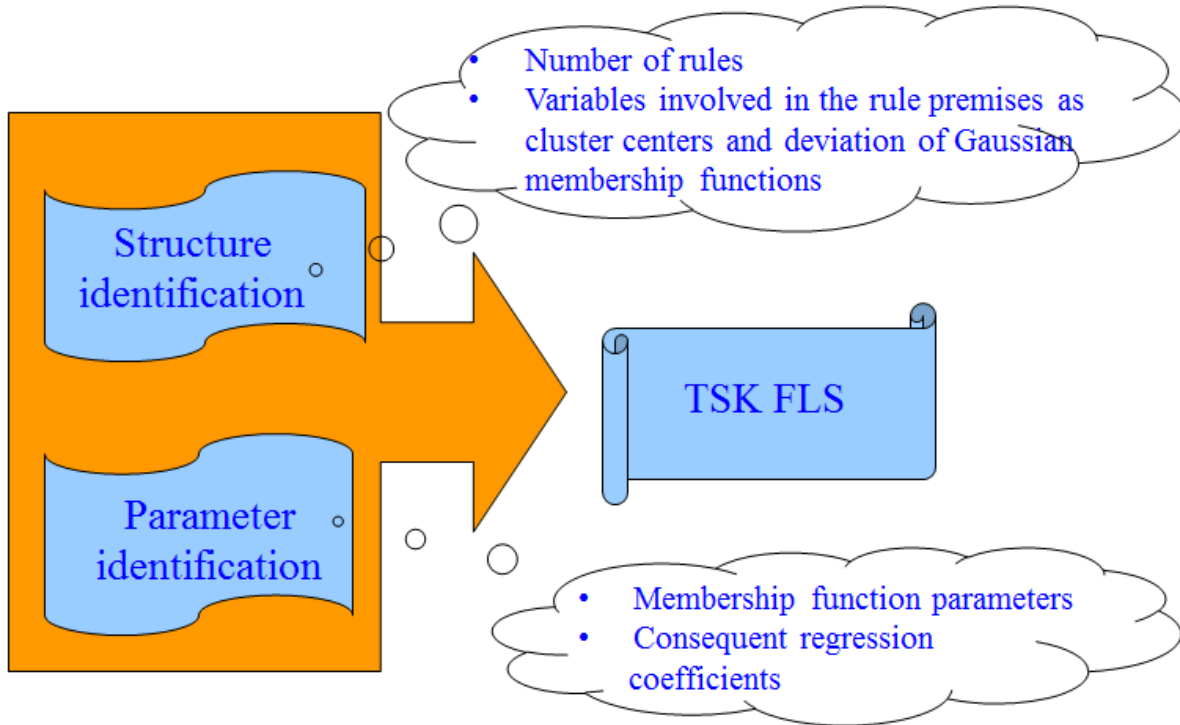 • Number of rules
• Variables involved in the rule premises as
cluster centers and deviation of Gaussian
membership functions
Structure
identification
TSK FLS
Parameter
identification
• Membership function parameters
• Consequent regression
coefficients